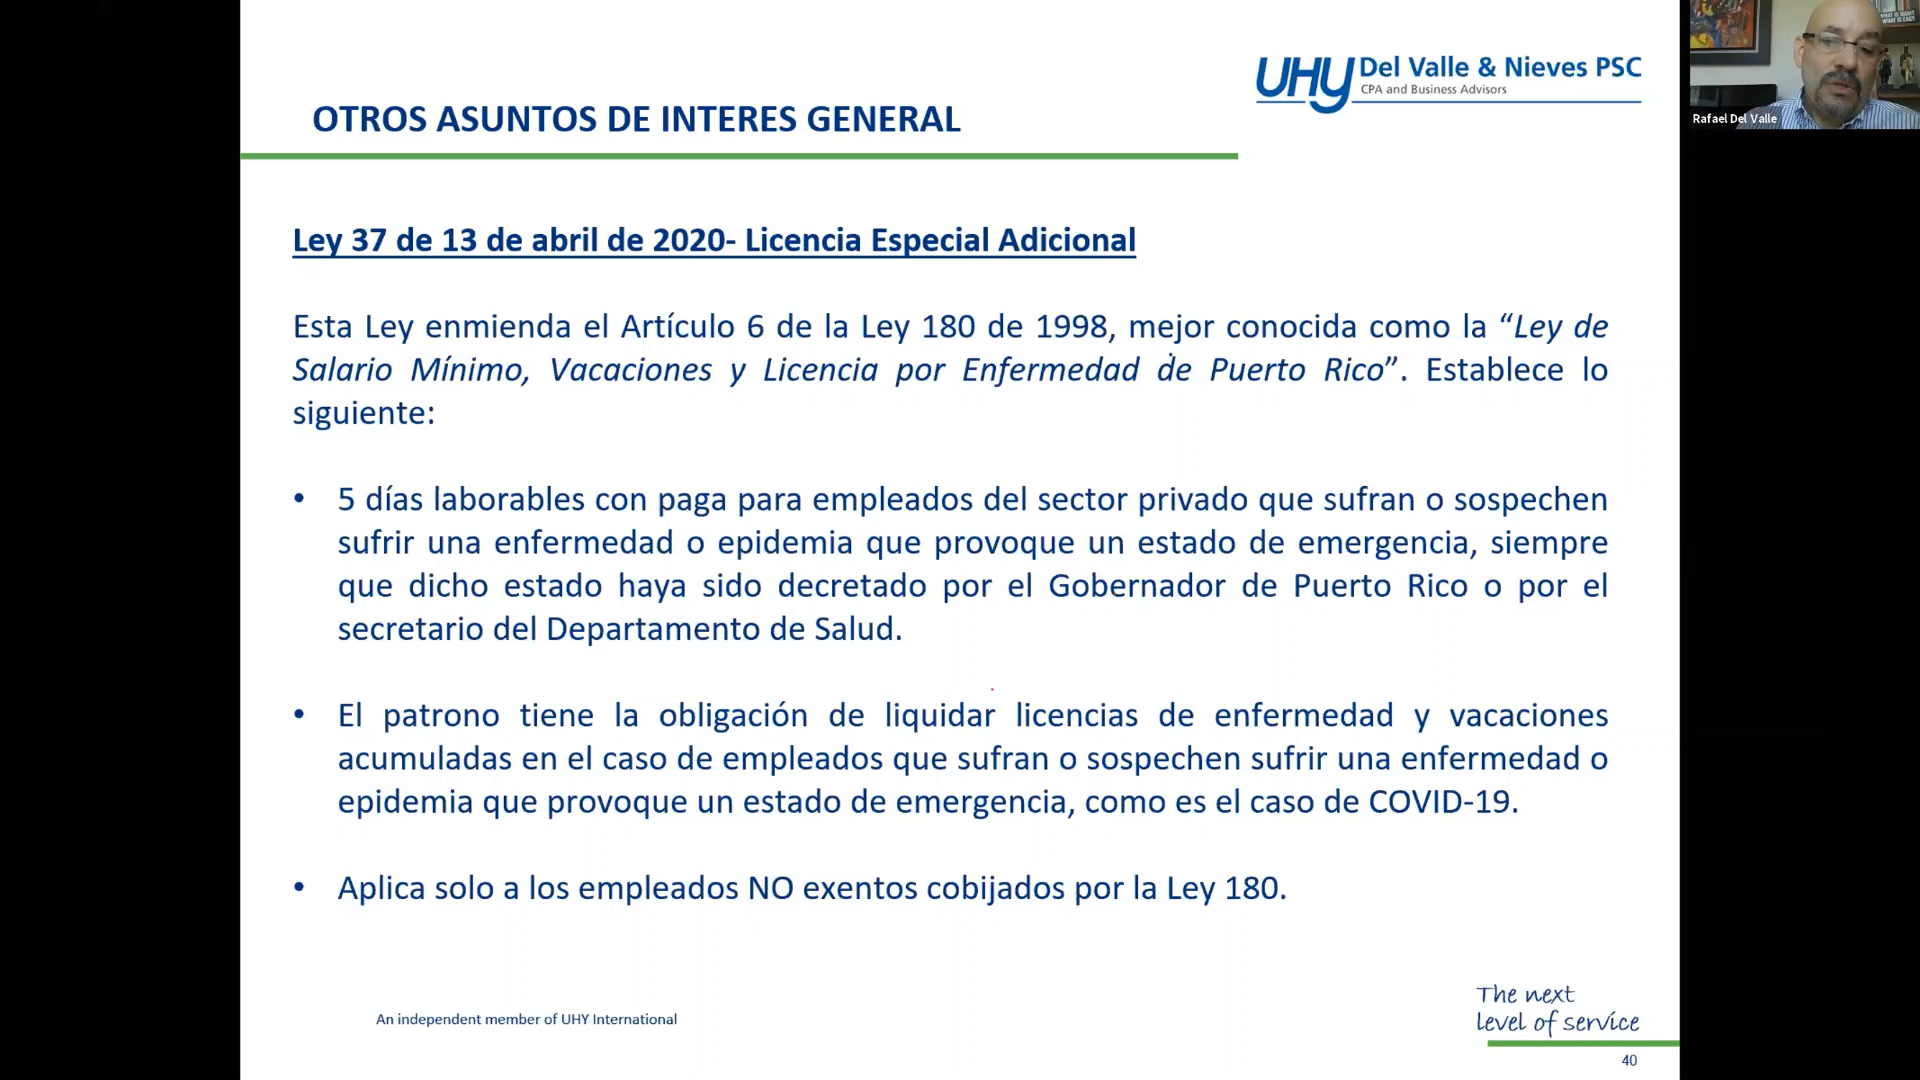 UHY Del Valle & Nieves PSC
CPA and Business Advisors
WHAT IS RIGHT
WHAT IS EASY
Rafael Del Valle
OTROS ASUNTOS DE INTERES GENERAL
Ley 37 de 13 de abril de 2020- Licencia Especial Adicional
Esta Ley enmienda el Artículo 6 de la Ley 180 de 1998, mejor conocida como la “Ley de
Salario Mínimo, Vacaciones y Licencia por Enfermedad de Puerto Rico”. Establece lo
siguiente:
• 5 días laborables con paga para empleados del sector privado que sufran o sospechen
sufrir una enfermedad o epidemia que provoque un estado de emergencia, siempre
que dicho estado haya sido decretado por el Gobernador de Puerto Rico o por el
secretario del Departamento de Salud.
• El patrono tiene la obligación de liquidar licencias de enfermedad y vacaciones
acumuladas en el caso de empleados que sufran o sospechen sufrir una enfermedad o
epidemia que provoque un estado de emergencia, como es el caso de COVID-19.
• Aplica solo a los empleados NO exentos cobijados por la Ley 180.
An independent member of UHY International
The next
level of service
40